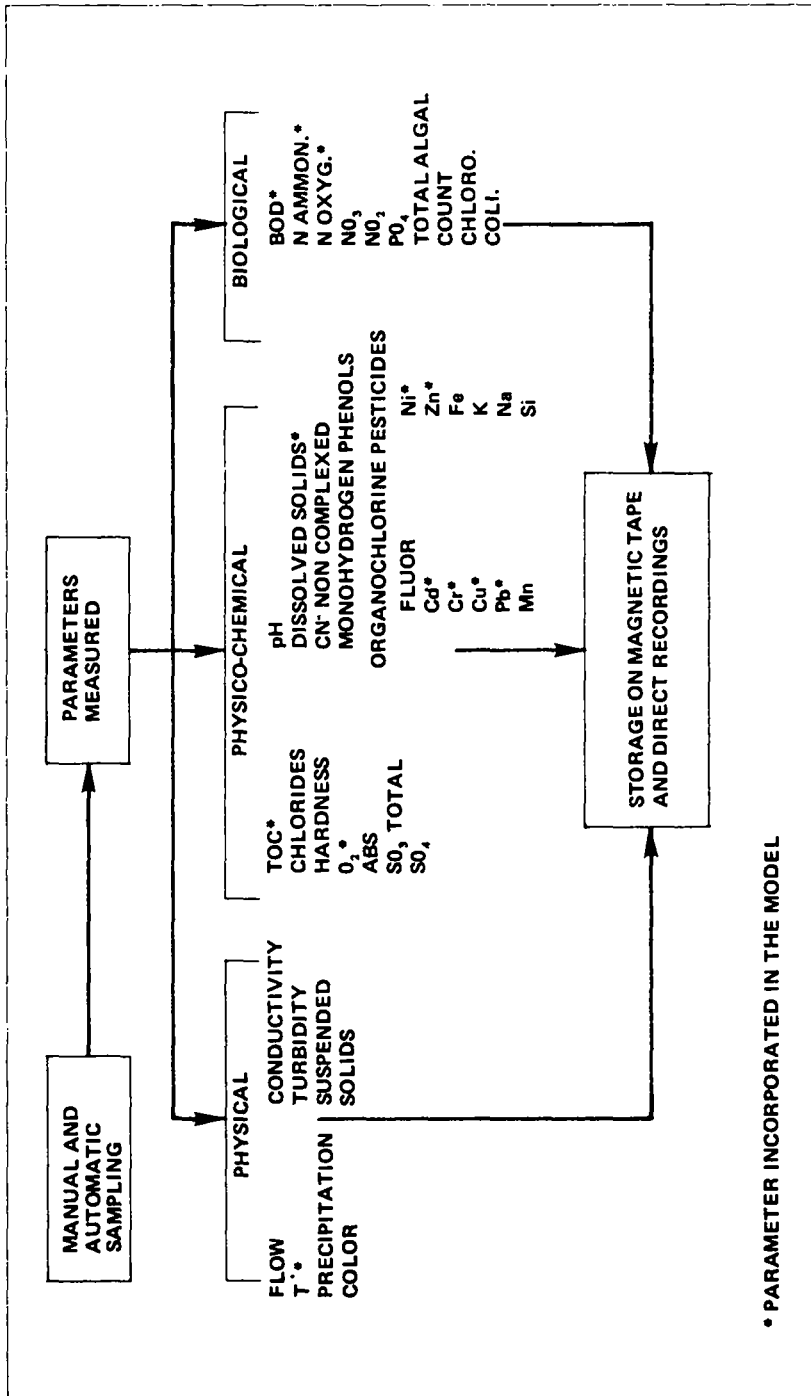 MANUAL AND
AUTOMATIC
SAMPLING
PARAMETERS
MEASURED
PHYSICAL
FLOW
T°*
PRECIPITATION
COLOR
CONDUCTIVITY
TURBIDITY
SUSPENDED
SOLIDS
PHYSICO-CHEMICAL
TOC*
CHLORIDES
HARDNESS
O₂*
ABS
SO₃ TOTAL
SO₄
pH
DISSOLVED SOLIDS*
CN⁻ NON COMPLEXED
MONOHYDROGEN PHENOLS
ORGANOCHLORINE PESTICIDES
FLUOR
Cd*
Cr*
Cu*
Pb*
Mn
Ni*
Zn*
Fe
K
Na
Si
BIOLOGICAL
BOD*
N AMMON.*
N OXYG.*
NO₃
NO₂
PO₄
TOTAL ALGAL
COUNT
CHLORO.
COLI.
STORAGE ON MAGNETIC TAPE
AND DIRECT RECORDINGS
* PARAMETER INCORPORATED IN THE MODEL